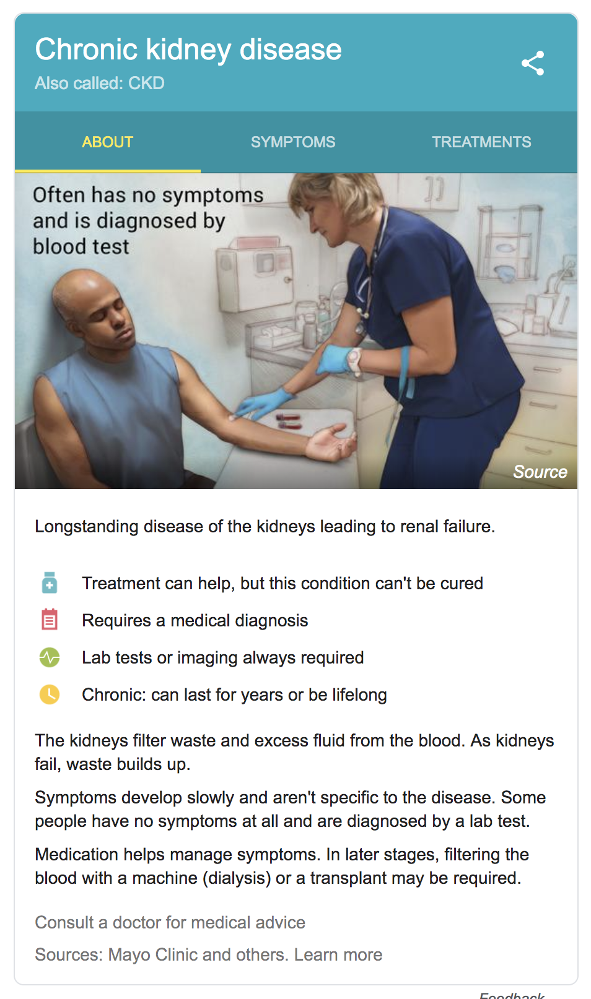 Chronic kidney disease
Also called: CKD
ABOUT SYMPTOMS TREATMENTS
Often has no symptoms
and is diagnosed by
blood test
Source
Longstanding disease of the kidneys leading to renal failure.
Treatment can help, but this condition can't be cured
Requires a medical diagnosis
Lab tests or imaging always required
Chronic: can last for years or be lifelong
The kidneys filter waste and excess fluid from the blood. As kidneys
fail, waste builds up.
Symptoms develop slowly and aren't specific to the disease. Some
people have no symptoms at all and are diagnosed by a lab test.
Medication helps manage symptoms. In later stages, filtering the
blood with a machine (dialysis) or a transplant may be required.
Consult a doctor for medical advice
Sources: Mayo Clinic and others. Learn more
Feedback